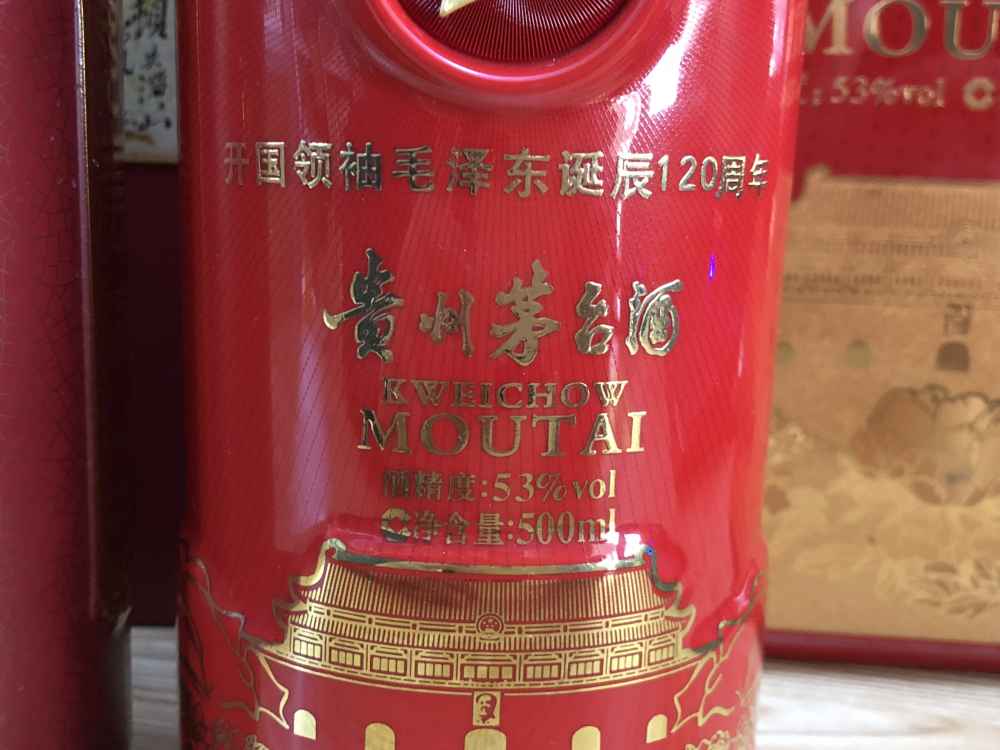 开国领袖毛泽东诞辰120周年
贵州茅台酒
KWEICHOW
MOUTAI
酒精度:53%vol
净含量:500ml
MOU
:53%vol